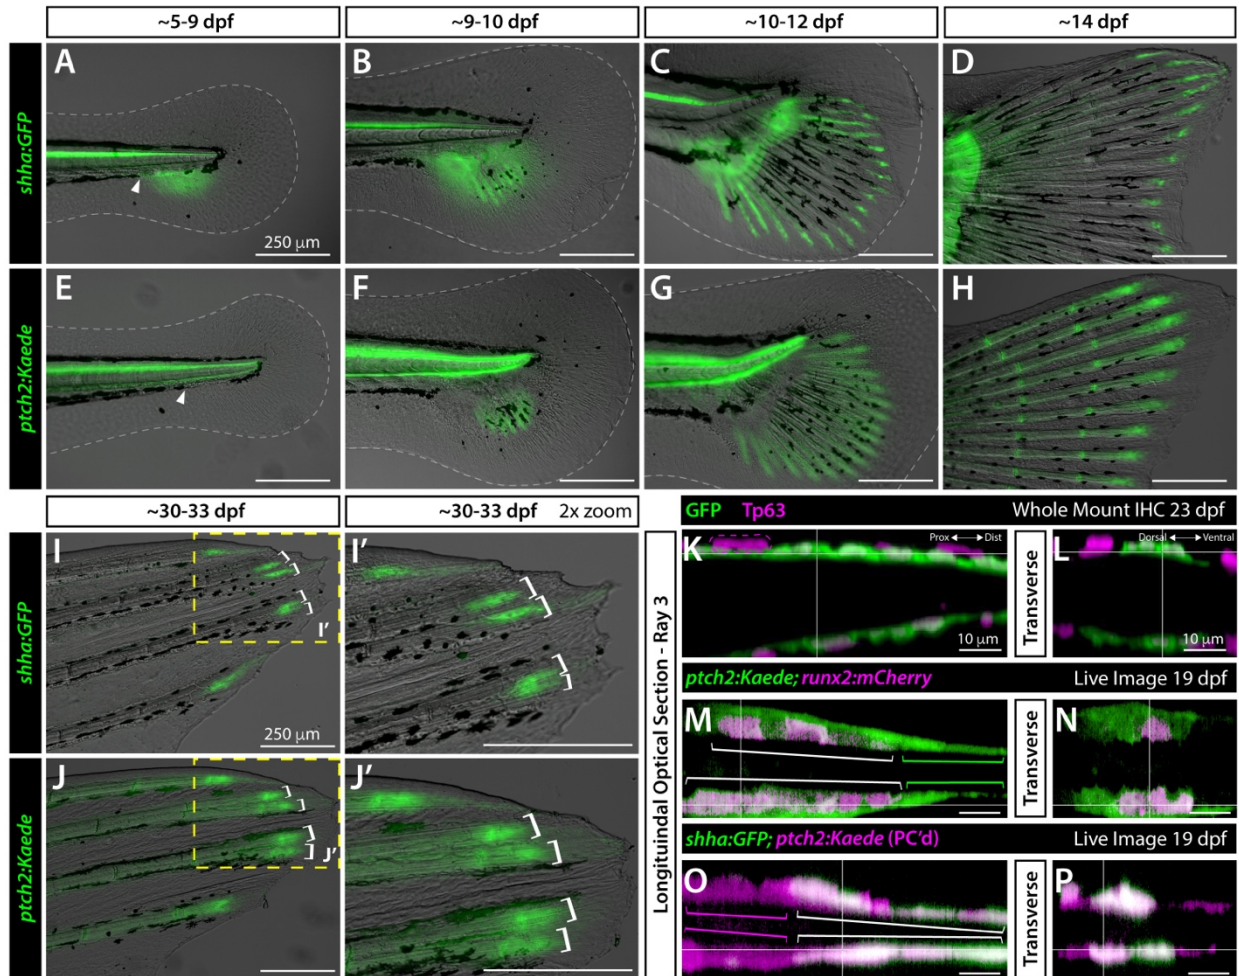 ~5-9 dpf
~9-10 dpf
~10-12 dpf
~14 dpf
shha:GFP
A
250 µm
B
C
D
ptch2:Kaede
E
F
G
H
~30-33 dpf
~30-33 dpf 2x zoom
shha:GFP
I
I'
250 µm
I'
ptch2:Kaede
J
J'
J'
Longituindal Optical Section - Ray 3
GFP Tp63 Whole Mount IHC 23 dpf
K
Prox Dist
10 µm
Transverse
L
Dorsal Ventral
10 µm
ptch2:Kaede; runx2:mCherry Live Image 19 dpf
M
Transverse
N
shha:GFP; ptch2:Kaede (PC'd) Live Image 19 dpf
O
Transverse
P